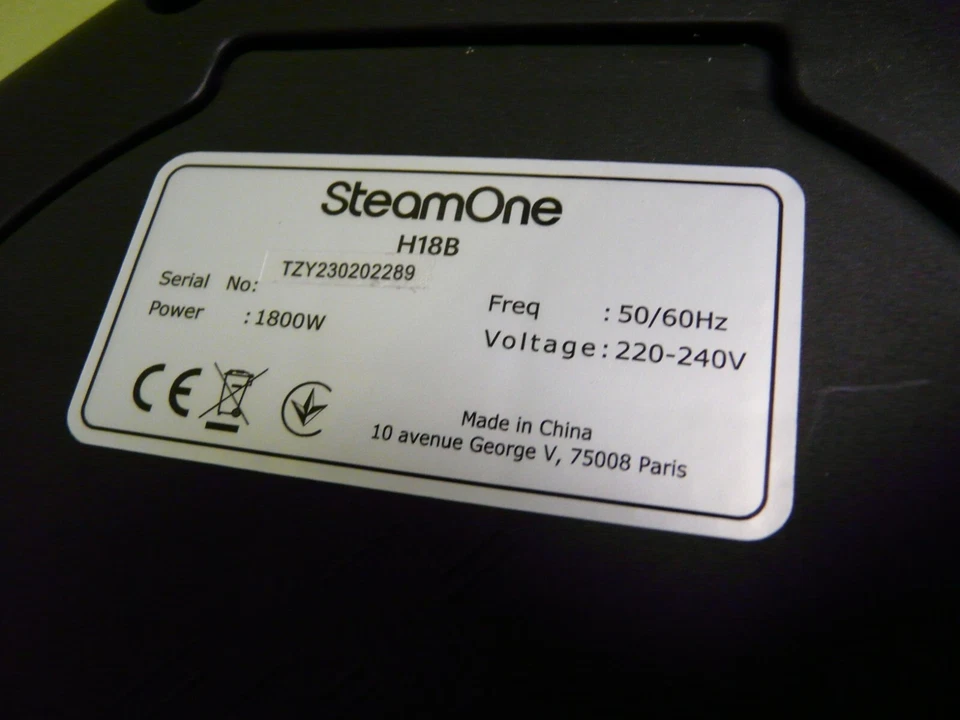 SteamOne
H18B
Serial No: TZY230202289
Power :1800W
Freq :50/60Hz
Voltage:220-240V
CE
Made in China
10 avenue George V, 75008 Paris